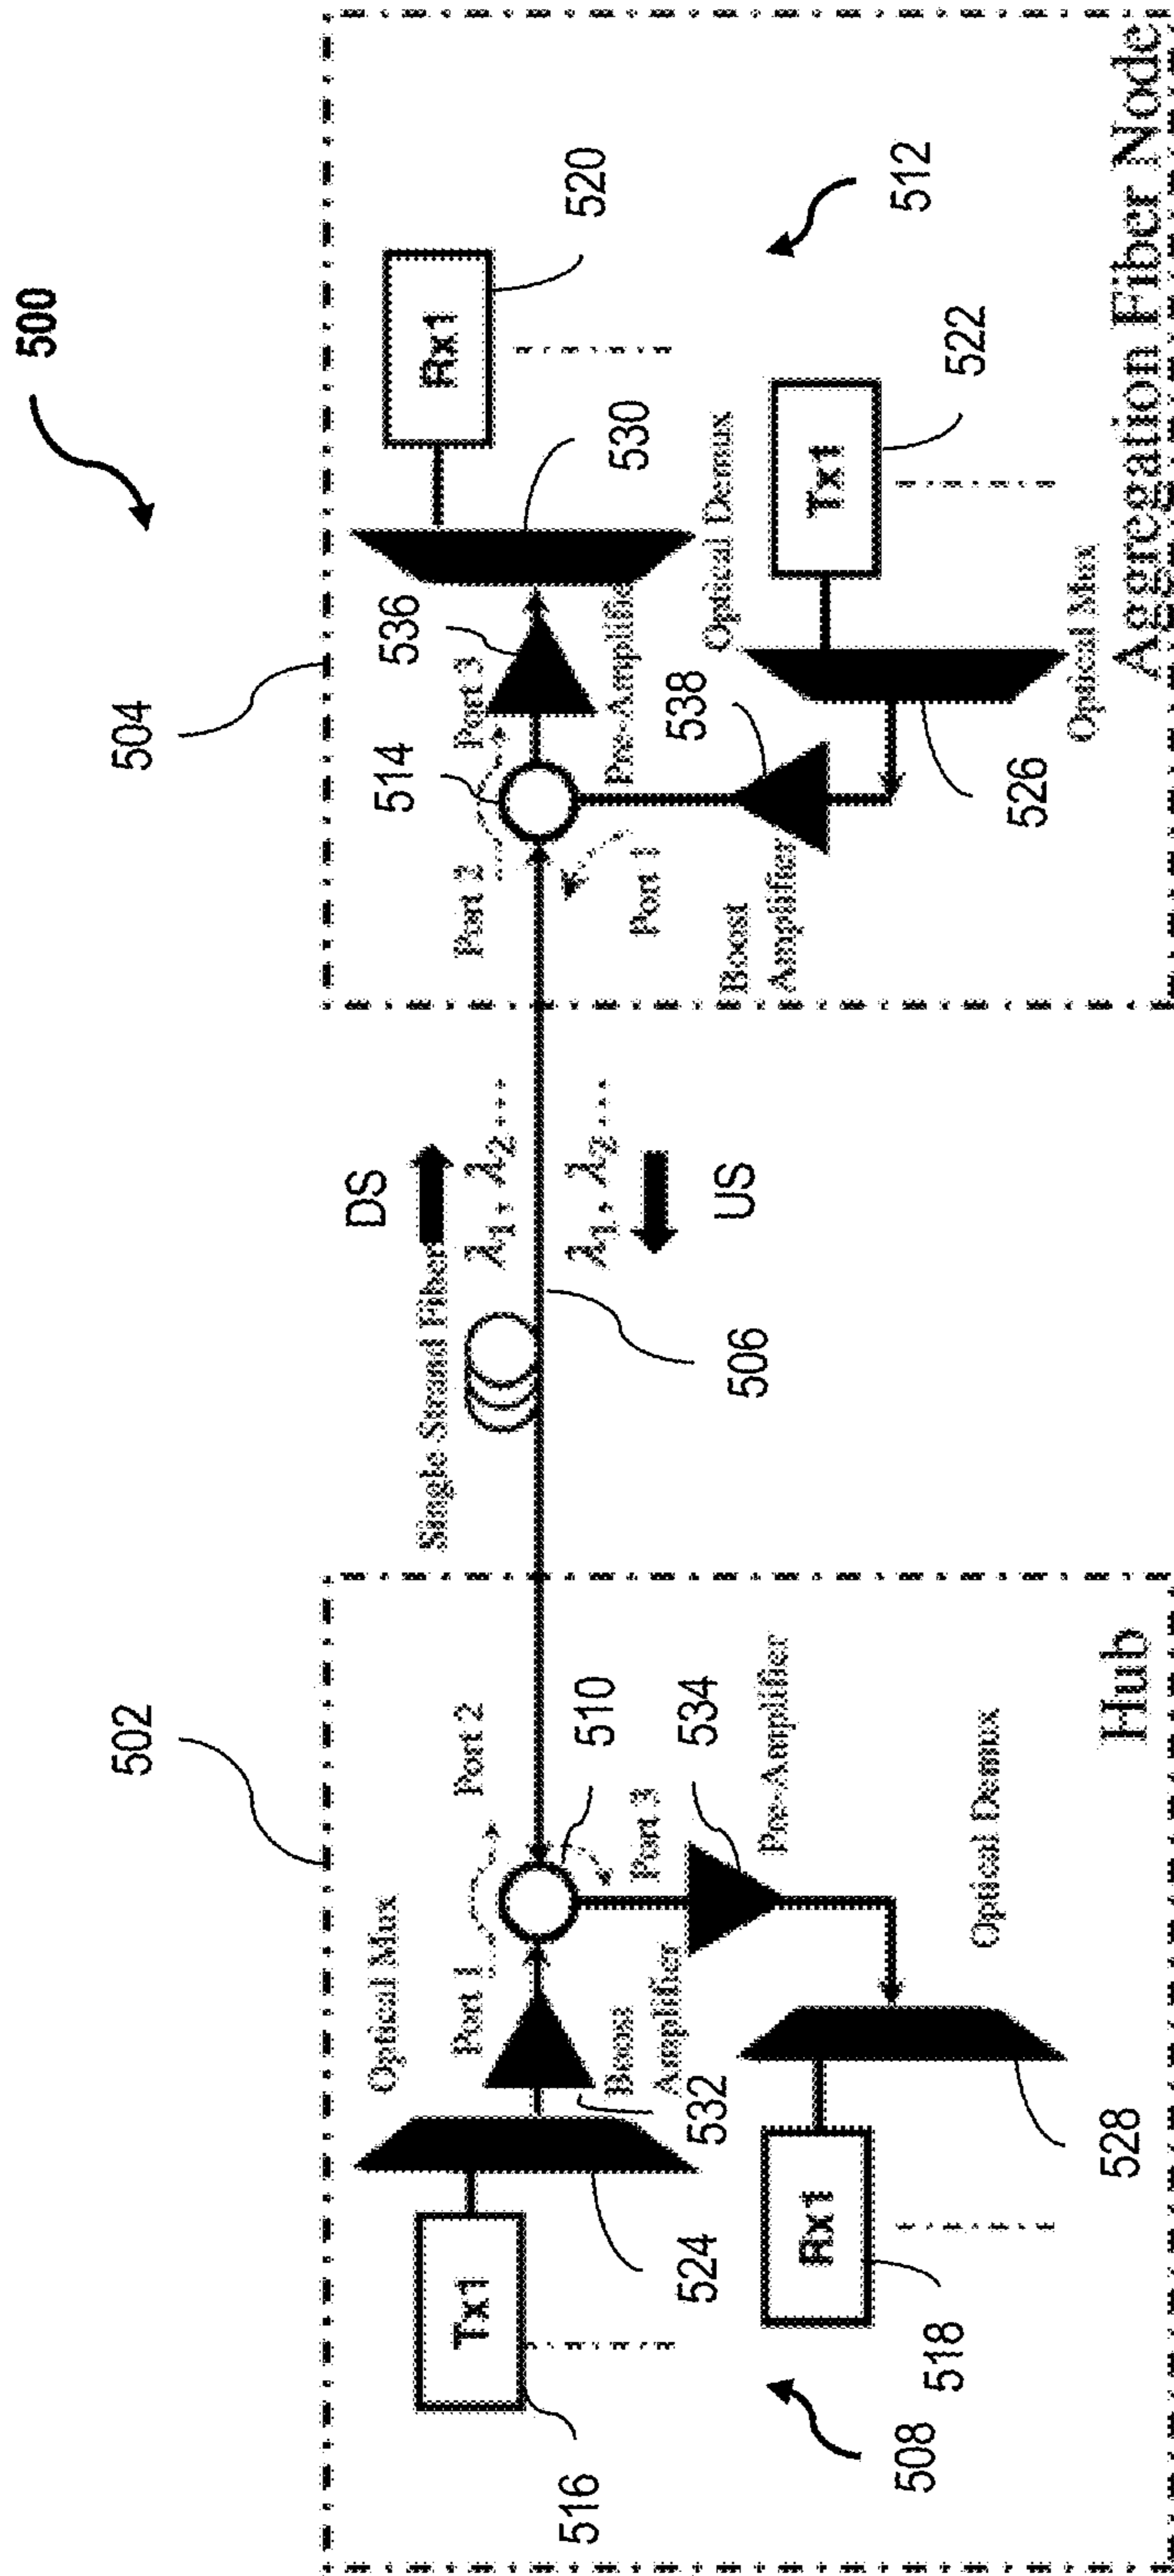 500
502
504
Optical Mux
Port 1
Port 2
Tx1
516
524
532
Boost
Amplifier
510
Port 3
534
Pre-Amplifier
Rx1
518
528
Optical Demux
508
Hub
Single Strand Fiber
DS
λ1, λ2 ...
λ1, λ2 ...
US
506
Port 2
514
Port 3
536
Pre-Amplifier
Rx1
520
530
Optical Demux
Port 1
Boost
Amplifier
538
Tx1
522
526
Optical Mux
512
Aggregation Fiber Node